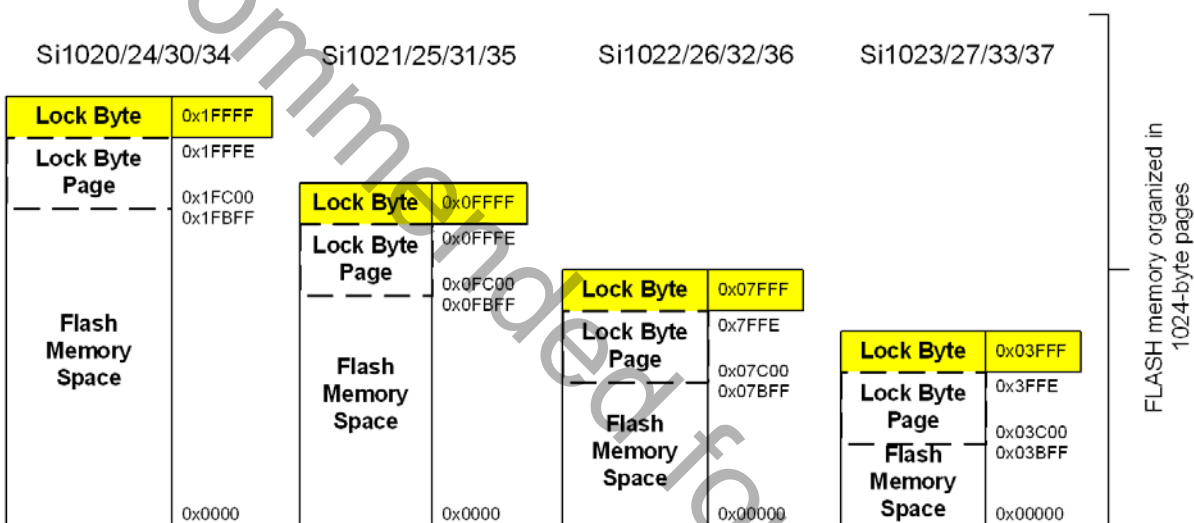 Si1020/24/30/34
Lock Byte 0x1FFFF
Lock Byte
Page
0x1FFFE
0x1FC00
0x1FBFF
Flash
Memory
Space
0x0000
Si1021/25/31/35
Lock Byte 0x0FFFF
Lock Byte
Page
0x0FFFE
0x0FC00
0x0FBFF
Flash
Memory
Space
0x0000
Si1022/26/32/36
Lock Byte 0x07FFF
Lock Byte
Page
0x7FFE
0x07C00
0x07BFF
Flash
Memory
Space
0x00000
Si1023/27/33/37
Lock Byte 0x03FFF
Lock Byte
Page
0x3FFE
0x03C00
0x03BFF
Flash
Memory
Space
0x00000
FLASH memory organized in
1024-byte pages
ommended fo